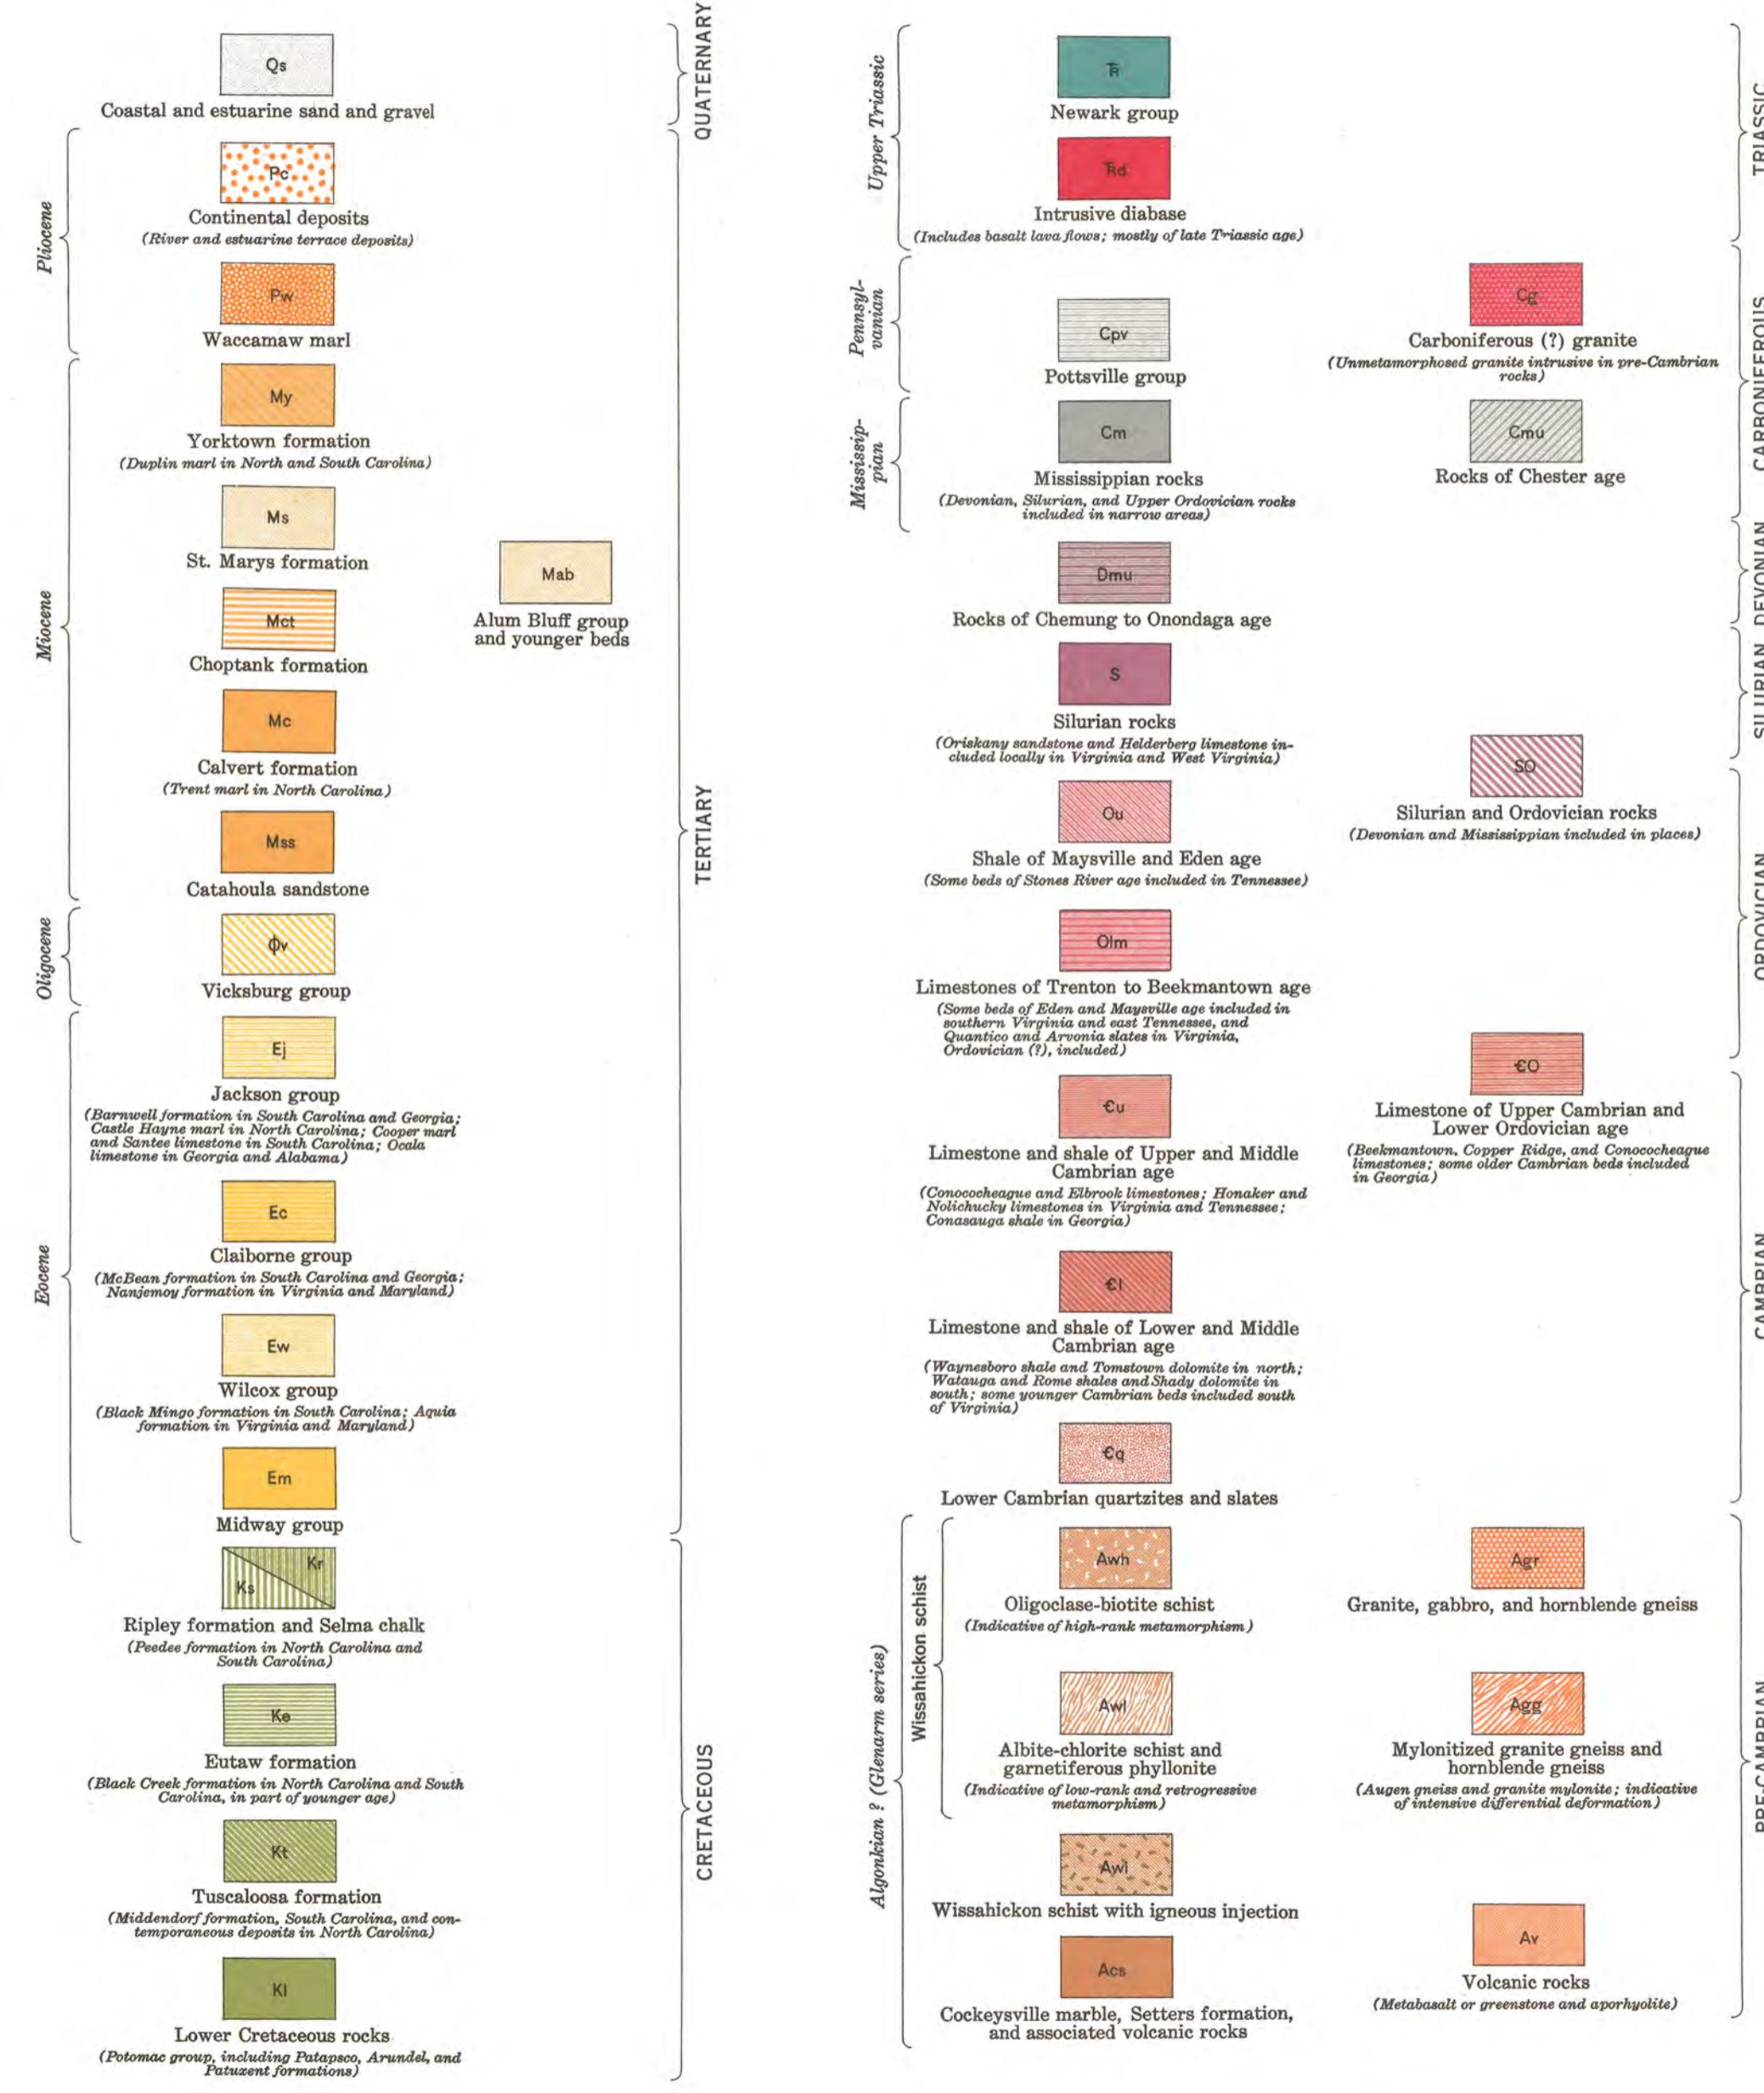 QUATERNARY
Qs
Coastal and estuarine sand and gravel
TERTIARY
Pliocene
Pc
Continental deposits
(River and estuarine terrace deposits)
Pw
Waccamaw marl
Miocene
My
Yorktown formation
(Duplin marl in North and South Carolina)
Ms
St. Marys formation
Mab
Alum Bluff group
and younger beds
Mct
Choptank formation
Mc
Calvert formation
(Trent marl in North Carolina)
Mss
Catahoula sandstone
Oligocene
ϕv
Vicksburg group
Eocene
Ej
Jackson group
(Barnwell formation in South Carolina and Georgia;
Castle Hayne marl in North Carolina; Cooper marl
and Santee limestone in South Carolina; Ocala
limestone in Georgia and Alabama)
Ec
Claiborne group
(McBean formation in South Carolina and Georgia;
Nanjemoy formation in Virginia and Maryland)
Ew
Wilcox group
(Black Mingo formation in South Carolina; Aquia
formation in Virginia and Maryland)
Em
Midway group
CRETACEOUS
Kr
Ks
Ripley formation and Selma chalk
(Peedee formation in North Carolina and
South Carolina)
Ke
Eutaw formation
(Black Creek formation in North Carolina and South
Carolina, in part of younger age)
Kt
Tuscaloosa formation
(Middendorf formation, South Carolina, and con-
temporaneous deposits in North Carolina)
Kl
Lower Cretaceous rocks
(Potomac group, including Patapsco, Arundel, and
Patuxent formations)
TRIASSIC
Upper Triassic
Newark group
Intrusive diabase
(Includes basalt lava flows; mostly of late Triassic age)
CARBONIFEROUS
Pennsyl-
vanian
Cpv
Pottsville group
Cg
Carboniferous (?) granite
(Unmetamorphosed granite intrusive in pre-Cambrian
rocks)
Mississip-
pian
Cm
Mississippian rocks
(Devonian, Silurian, and Upper Ordovician rocks
included in narrow areas)
Cmu
Rocks of Chester age
DEVONIAN
Dmu
Rocks of Chemung to Onondaga age
SILURIAN
S
Silurian rocks
(Oriskany sandstone and Helderberg limestone in-
cluded locally in Virginia and West Virginia)
SO
Silurian and Ordovician rocks
(Devonian and Mississippian included in places)
ORDOVICIAN
Ou
Shale of Maysville and Eden age
(Some beds of Stones River age included in Tennessee)
Olm
Limestones of Trenton to Beekmantown age
(Some beds of Eden and Maysville age included in
southern Virginia and east Tennessee, and
Quantico and Arvonia slates in Virginia,
Ordovician (?), included)
ЄO
Limestone of Upper Cambrian and
Lower Ordovician age
(Beekmantown, Copper Ridge, and Conococheague
limestones; some older Cambrian beds included
in Georgia)
CAMBRIAN
Єu
Limestone and shale of Upper and Middle
Cambrian age
(Conococheague and Elbrook limestones; Honaker and
Nolichucky limestones in Virginia and Tennessee;
Conasauga shale in Georgia)
Єl
Limestone and shale of Lower and Middle
Cambrian age
(Waynesboro shale and Tomstown dolomite in north;
Watauga and Rome shales and Shady dolomite in
south; some younger Cambrian beds included south
of Virginia)
Єq
Lower Cambrian quartzites and slates
PRE-CAMBRIAN
Algonkian ? (Glenarm series)
Wissahickon schist
Awh
Oligoclase-biotite schist
(Indicative of high-rank metamorphism)
Agr
Granite, gabbro, and hornblende gneiss
Awl
Albite-chlorite schist and
garnetiferous phyllonite
(Indicative of low-rank and retrogressive
metamorphism)
Agg
Mylonitized granite gneiss and
hornblende gneiss
(Augen gneiss and granite mylonite; indicative
of intensive differential deformation)
Awi
Wissahickon schist with igneous injection
Acs
Cockeysville marble, Setters formation,
and associated volcanic rocks
Av
Volcanic rocks
(Metabasalt or greenstone and aporhyolite)